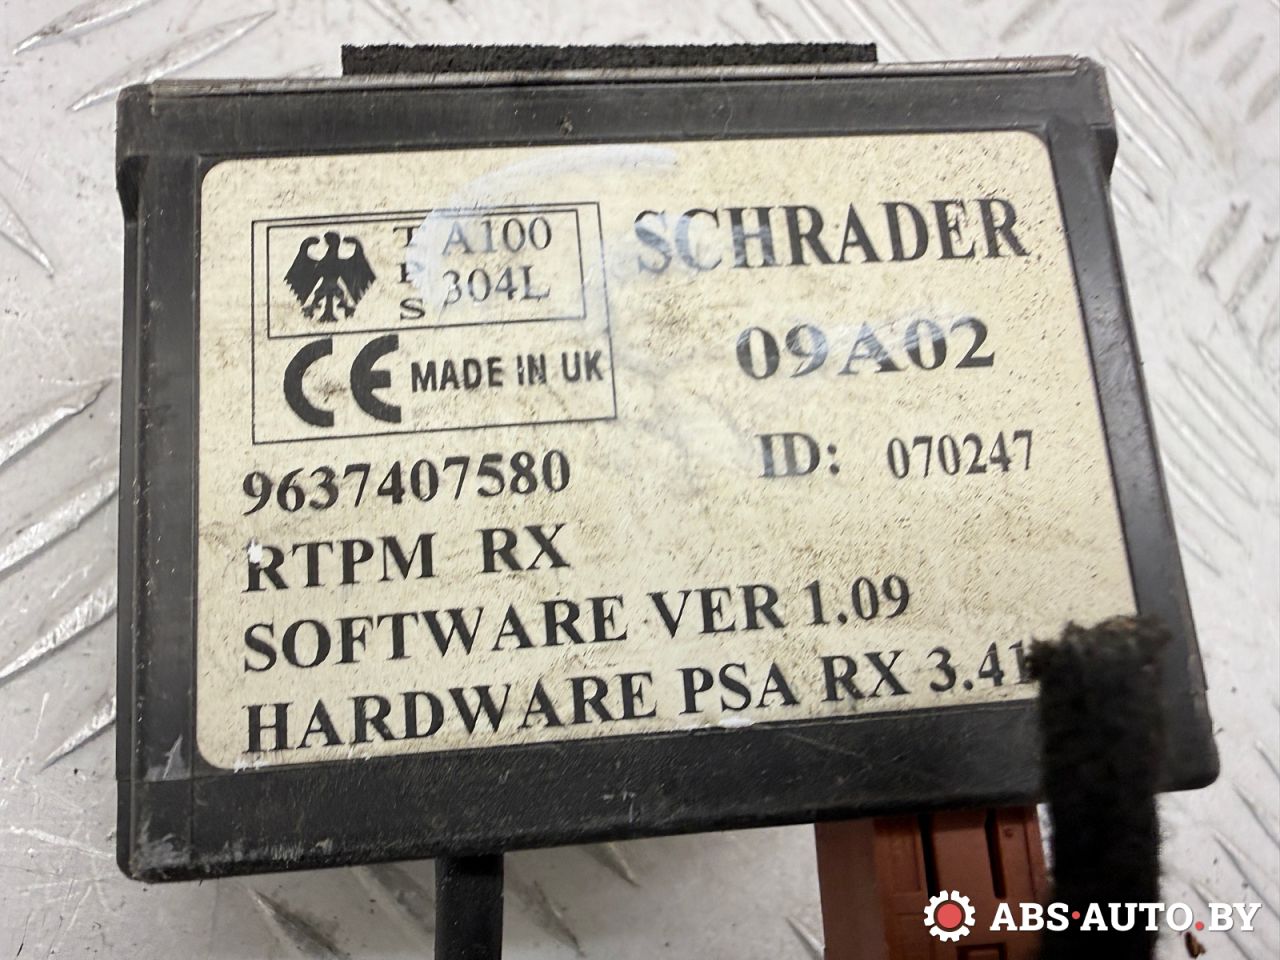 T A100
P 304L
S
CE MADE IN UK
SCHRADER
09A02
ID: 070247
9637407580
RTPM RX
SOFTWARE VER 1.09
HARDWARE PSA RX 3.41
ABS-AUTO.BY